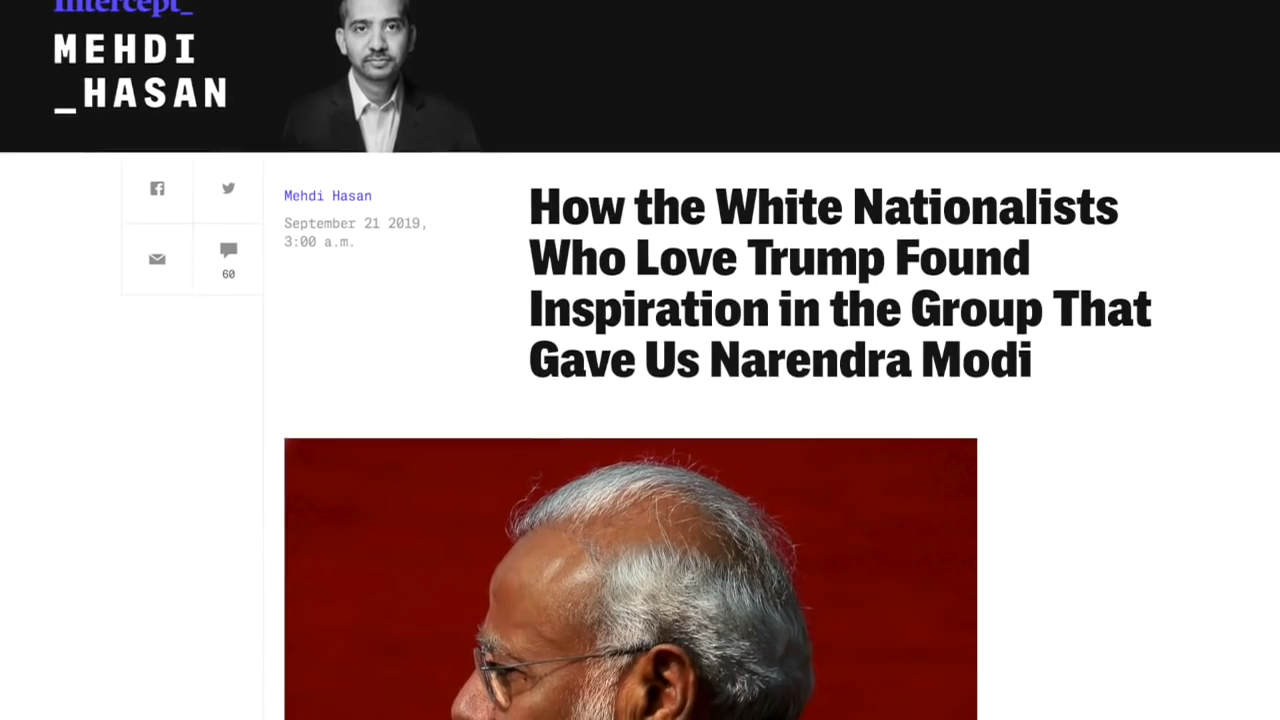 Intercept_
MEHDI
_HASAN
Mehdi Hasan
September 21 2019,
3:00 a.m.
60
How the White Nationalists
Who Love Trump Found
Inspiration in the Group That
Gave Us Narendra Modi